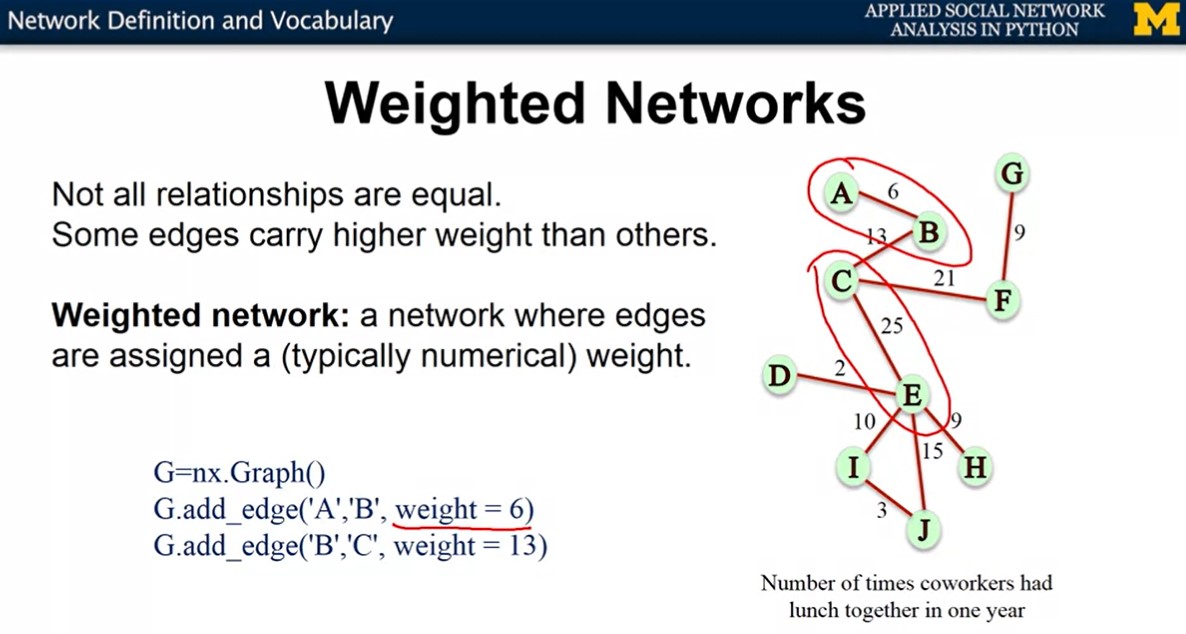 Network Definition and Vocabulary
APPLIED SOCIAL NETWORK
ANALYSIS IN PYTHON
M
Weighted Networks
Not all relationships are equal.
Some edges carry higher weight than others.
Weighted network: a network where edges
are assigned a (typically numerical) weight.
G=nx.Graph()
G.add_edge('A','B', weight = 6)
G.add_edge('B','C', weight = 13)
A
6
B
G
13
9
C
21
F
25
D
2
E
10
9
15
I
H
3
J
Number of times coworkers had
lunch together in one year